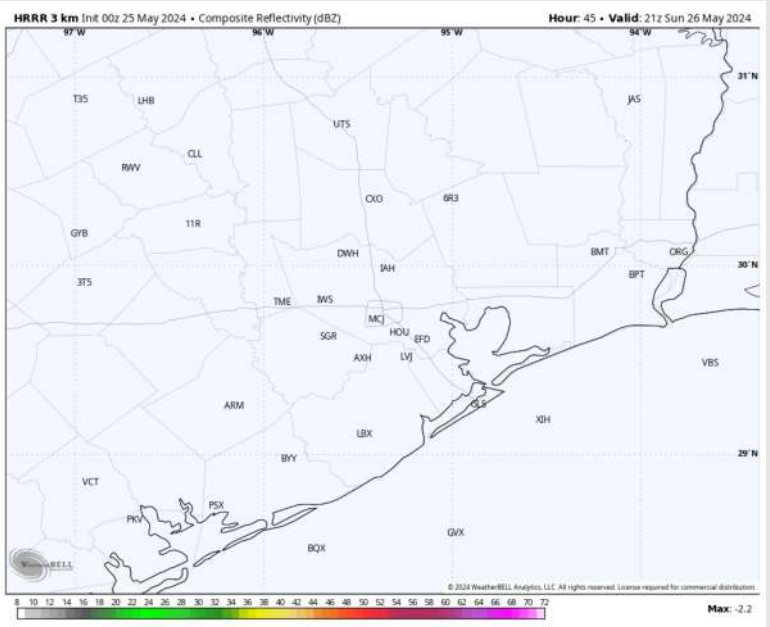 HRRR 3 km Init 00z 25 May 2024 • Composite Reflectivity (dBZ) Hour: 45 • Valid: 21z Sun 26 May 2024
97°W 96°W 95°W 94°W
31°N
T35 LHB JAS
UTS
CLL
RWV
CXO 6R3
11R
GYB
DWH BMT ORG
IAH 30°N
3T5 BPT
TME IWS
MCJ
SGR HOU EFD
AXH LVJ VBS
ARM GLS
XIH
LBX
BYY 29°N
VCT
PSX
PKV
GVX
BQX
WEATHERBELL
© 2024 WeatherBELL Analytics, LLC. All rights reserved. License required for commercial distribution.
8 10 12 14 16 18 20 22 24 26 28 30 32 34 36 38 40 42 44 46 48 50 52 54 56 58 60 62 64 66 68 70 72
Max: -2.2